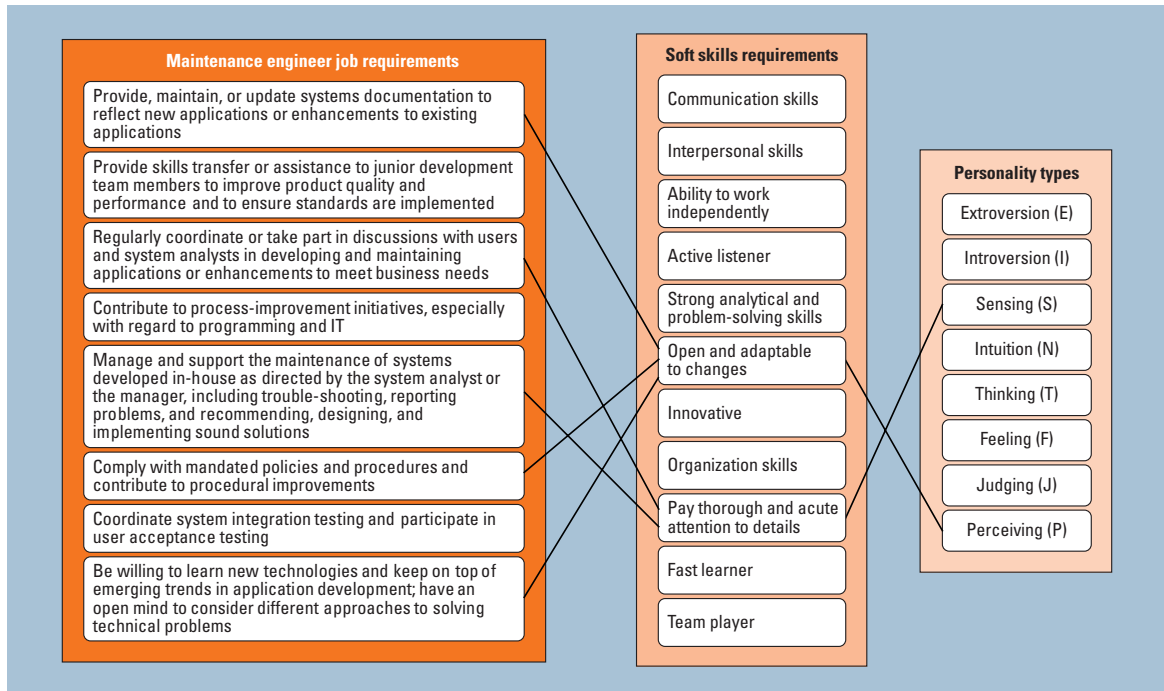 Maintenance engineer job requirements
Provide, maintain, or update systems documentation to
reflect new applications or enhancements to existing
applications
Provide skills transfer or assistance to junior development
team members to improve product quality and
performance and to ensure standards are implemented
Regularly coordinate or take part in discussions with users
and system analysts in developing and maintaining
applications or enhancements to meet business needs
Contribute to process-improvement initiatives, especially
with regard to programming and IT
Manage and support the maintenance of systems
developed in-house as directed by the system analyst or
the manager, including trouble-shooting, reporting
problems, and recommending, designing, and
implementing sound solutions
Comply with mandated policies and procedures and
contribute to procedural improvements
Coordinate system integration testing and participate in
user acceptance testing
Be willing to learn new technologies and keep on top of
emerging trends in application development; have an
open mind to consider different approaches to solving
technical problems
Soft skills requirements
Communication skills
Interpersonal skills
Ability to work
independently
Active listener
Strong analytical and
problem-solving skills
Open and adaptable
to changes
Innovative
Organization skills
Pay thorough and acute
attention to details
Fast learner
Team player
Personality types
Extroversion (E)
Introversion (I)
Sensing (S)
Intuition (N)
Thinking (T)
Feeling (F)
Judging (J)
Perceiving (P)